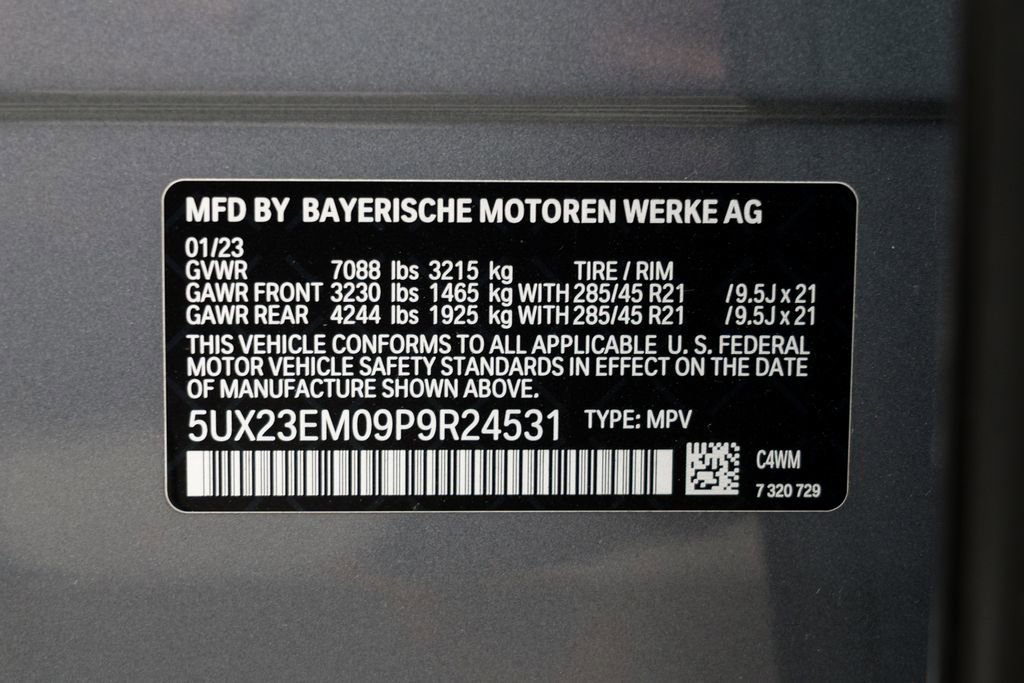 MFD BY BAYERISCHE MOTOREN WERKE AG
01/23
GVWR 7088 lbs 3215 kg TIRE / RIM
GAWR FRONT 3230 lbs 1465 kg WITH 285/45 R21 /9.5J x 21
GAWR REAR 4244 lbs 1925 kg WITH 285/45 R21 /9.5J x 21
THIS VEHICLE CONFORMS TO ALL APPLICABLE U. S. FEDERAL
MOTOR VEHICLE SAFETY STANDARDS IN EFFECT ON THE DATE
OF MANUFACTURE SHOWN ABOVE.
5UX23EM09P9R24531 TYPE: MPV
C4WM
7 320 729